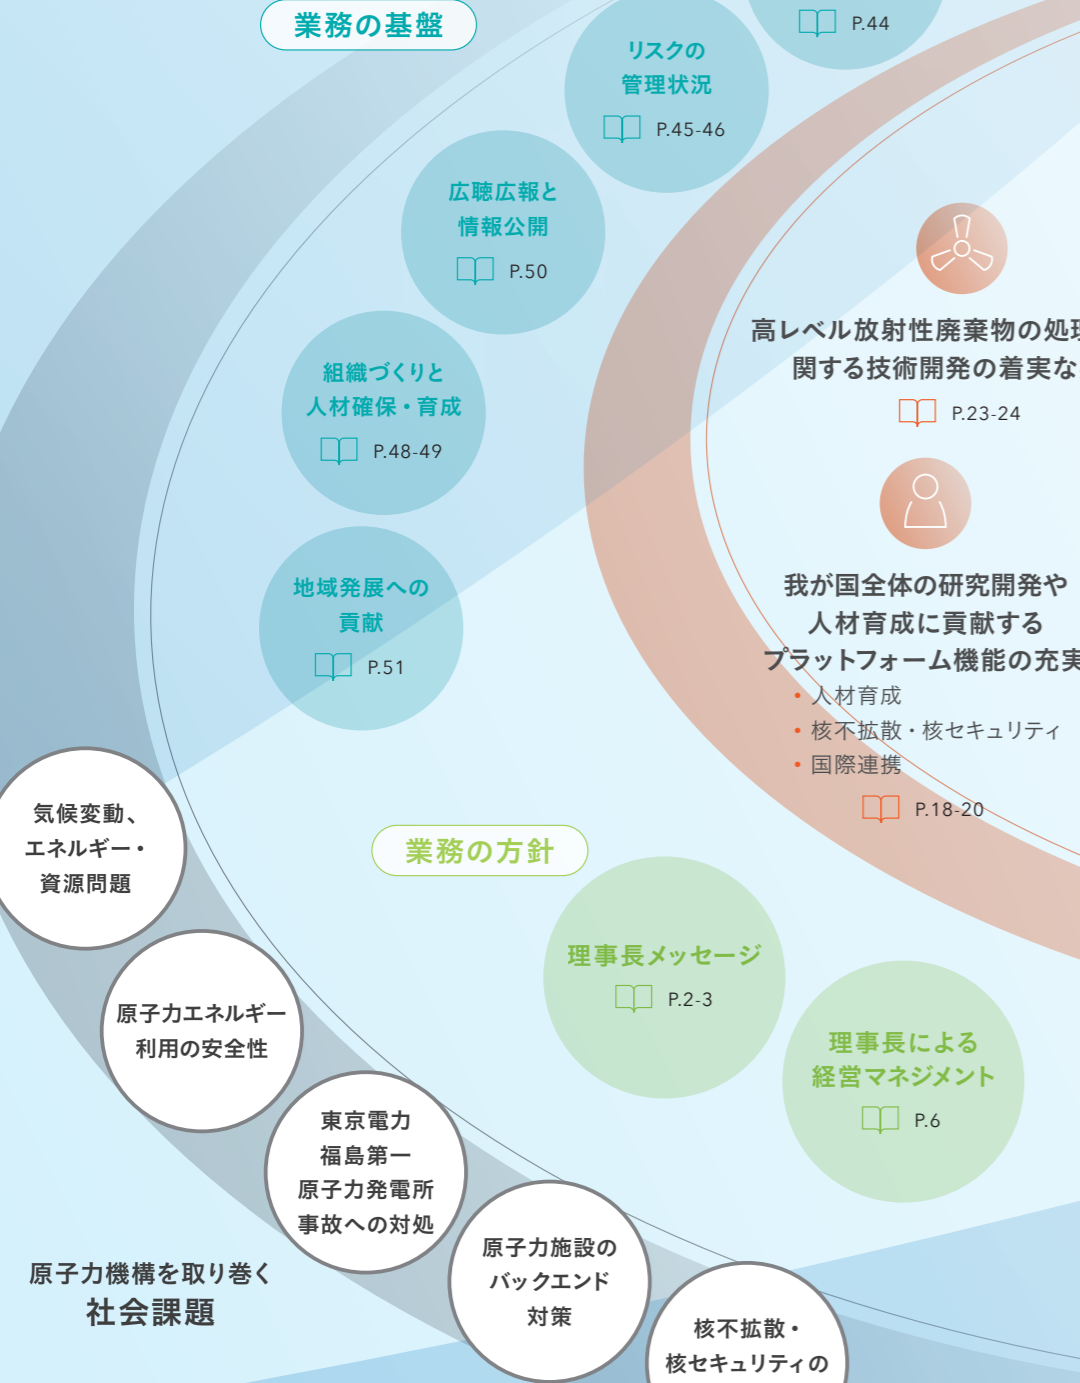 業務の基盤
P.44
リスクの
管理状況
P.45-46
広聴広報と
情報公開
P.50
組織づくりと
人材確保・育成
P.48-49
地域発展への
貢献
P.51
高レベル放射性廃棄物の処理
関する技術開発の着実な
P.23-24
我が国全体の研究開発や
人材育成に貢献する
プラットフォーム機能の充実
・人材育成
・核不拡散・核セキュリティ
・国際連携
P.18-20
業務の方針
理事長メッセージ
P.2-3
理事長による
経営マネジメント
P.6
気候変動、
エネルギー・
資源問題
原子力エネルギー
利用の安全性
東京電力
福島第一
原子力発電所
事故への対処
原子力施設の
バックエンド
対策
核不拡散・
核セキュリティの
原子力機構を取り巻く
社会課題